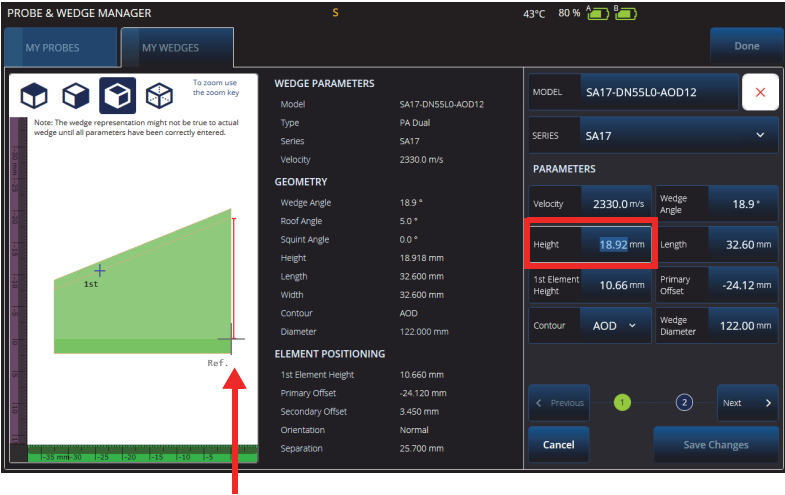 PROBE & WEDGE MANAGER
S
43°C 80 % A B
MY PROBES
MY WEDGES
Done
To zoom use
the zoom key
Note: The wedge representation might not be true to actual
wedge until all parameters have been correctly entered.
1st
Ref.
|-35 mm -30 |-25 |-20 |-15 |-10 |-5
WEDGE PARAMETERS
Model SA17-DN55L0-AOD12
Type PA Dual
Series SA17
Velocity 2330.0 m/s
GEOMETRY
Wedge Angle 18.9 °
Roof Angle 5.0 °
Squint Angle 0.0 °
Height 18.918 mm
Length 32.600 mm
Width 32.600 mm
Contour AOD
Diameter 122.000 mm
ELEMENT POSITIONING
1st Element Height 10.660 mm
Primary Offset -24.120 mm
Secondary Offset 3.450 mm
Orientation Normal
Separation 25.700 mm
MODEL SA17-DN55L0-AOD12
SERIES SA17
PARAMETERS
Velocity 2330.0 m/s
Wedge
Angle
18.9 °
Height 18.92 mm
Length 32.60 mm
1st Element
Height
10.66 mm
Primary
Offset
-24.12 mm
Contour AOD
Wedge
Diameter
122.00 mm
Previous 1 2 Next
Cancel
Save Changes